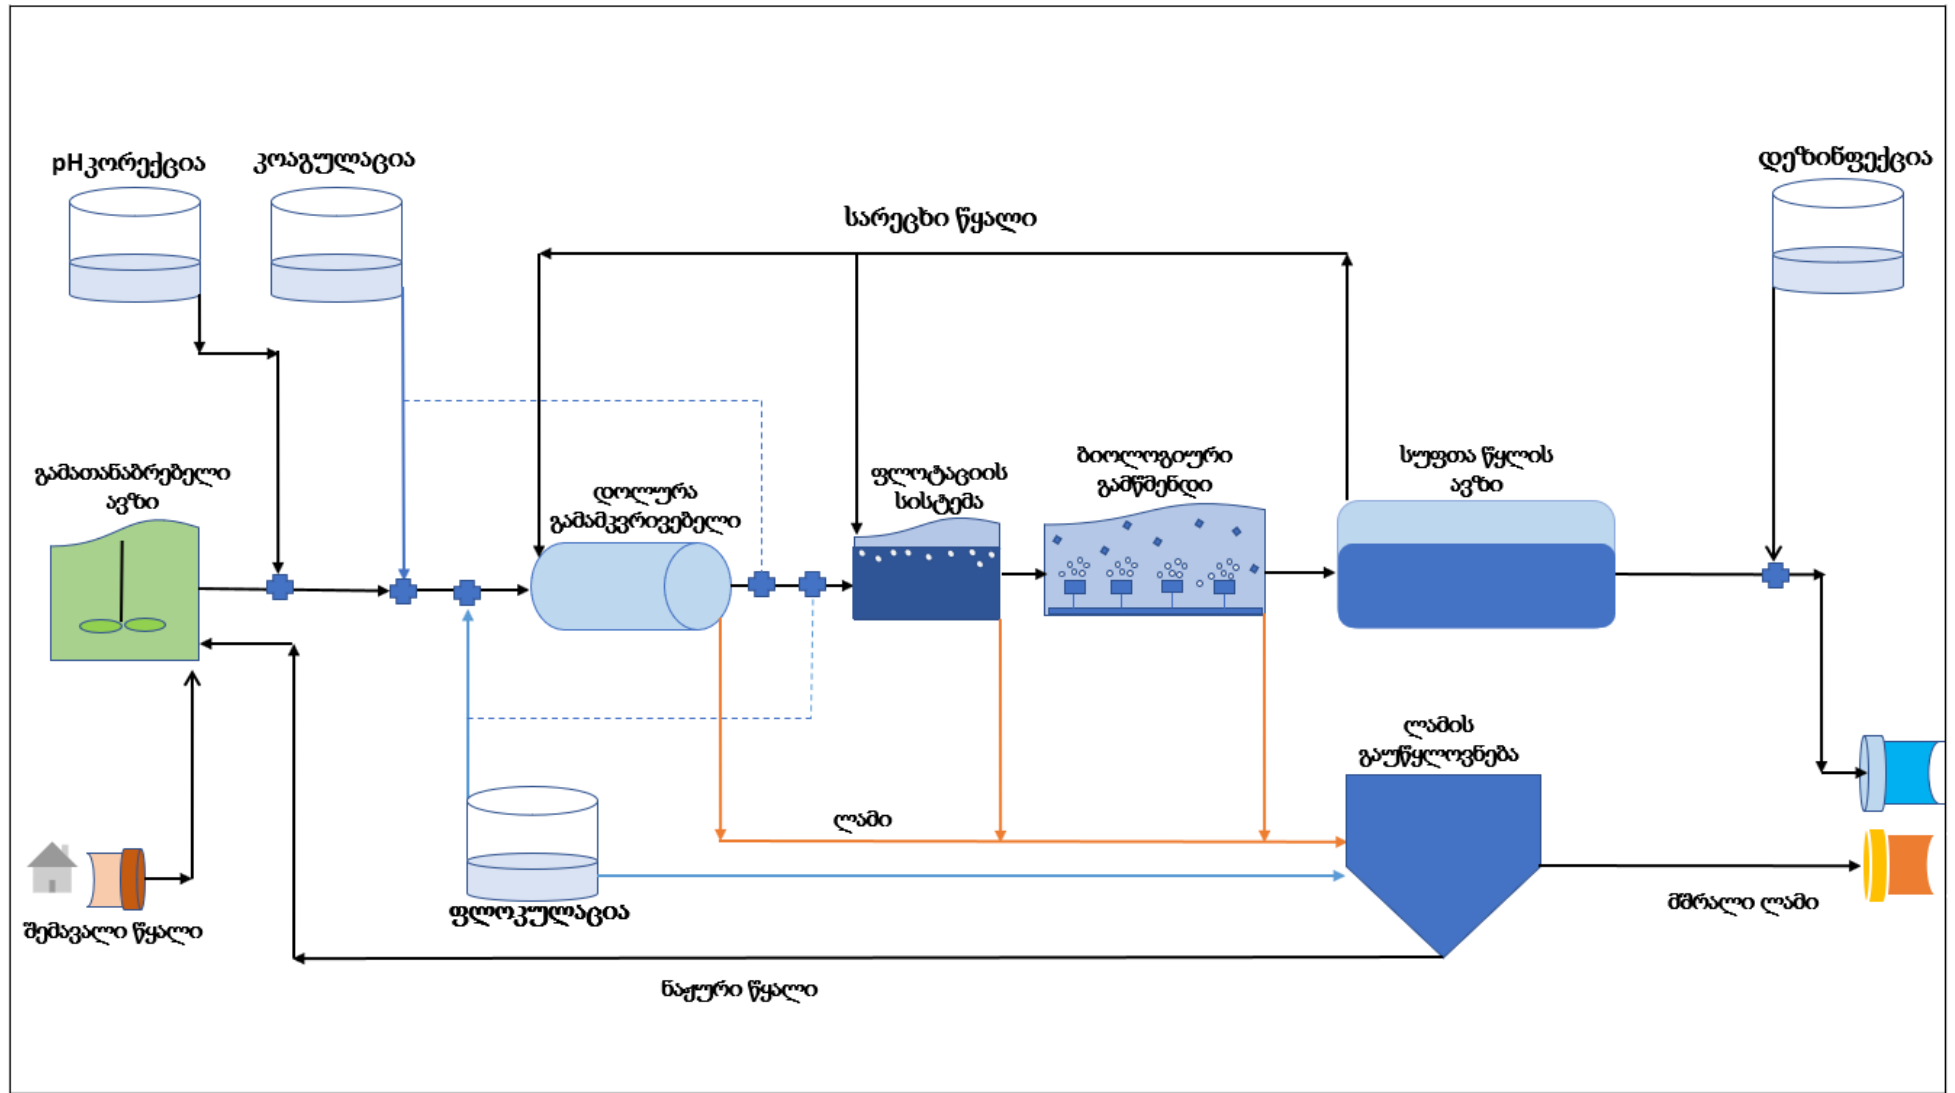 pHკორექცია
კოაგულაცია
დეზინფექცია
სარეცხი წყალი
გამათანაბრებელი
ავზი
დოლურა
გამამკვრივებელი
ფლოტაციის
სისტემა
ბიოლოგიური
გამწმენდი
სუფთა წყლის
ავზი
ლამის
გაუწყლოვნება
ლამი
ფლოკულაცია
შემავალი წყალი
მშრალი ლამი
ნაჟური წყალი